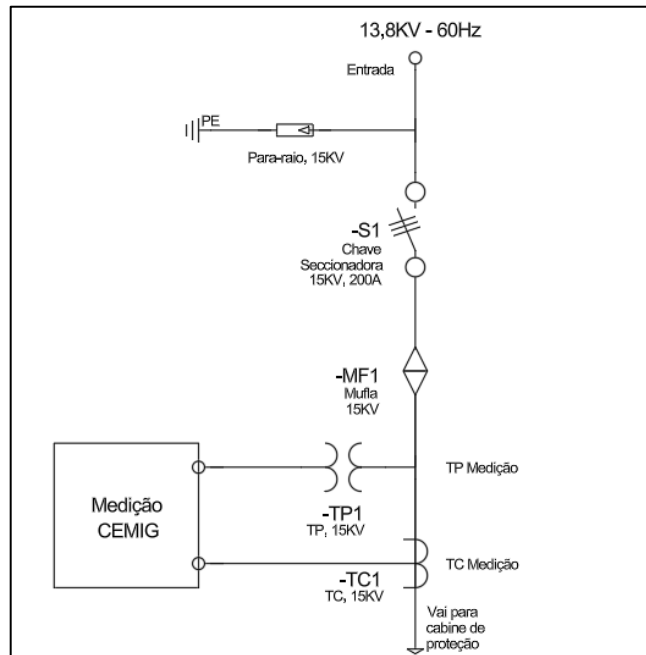 13,8KV - 60Hz
Entrada
PE
Para-raio, 15KV
-S1
Chave
Seccionadora
15KV, 200A
-MF1
Mufla
15KV
Medição
CEMIG
TP Medição
-TP1
TP, 15KV
TC Medição
-TC1
TC, 15KV
Vai para
cabine de
proteção